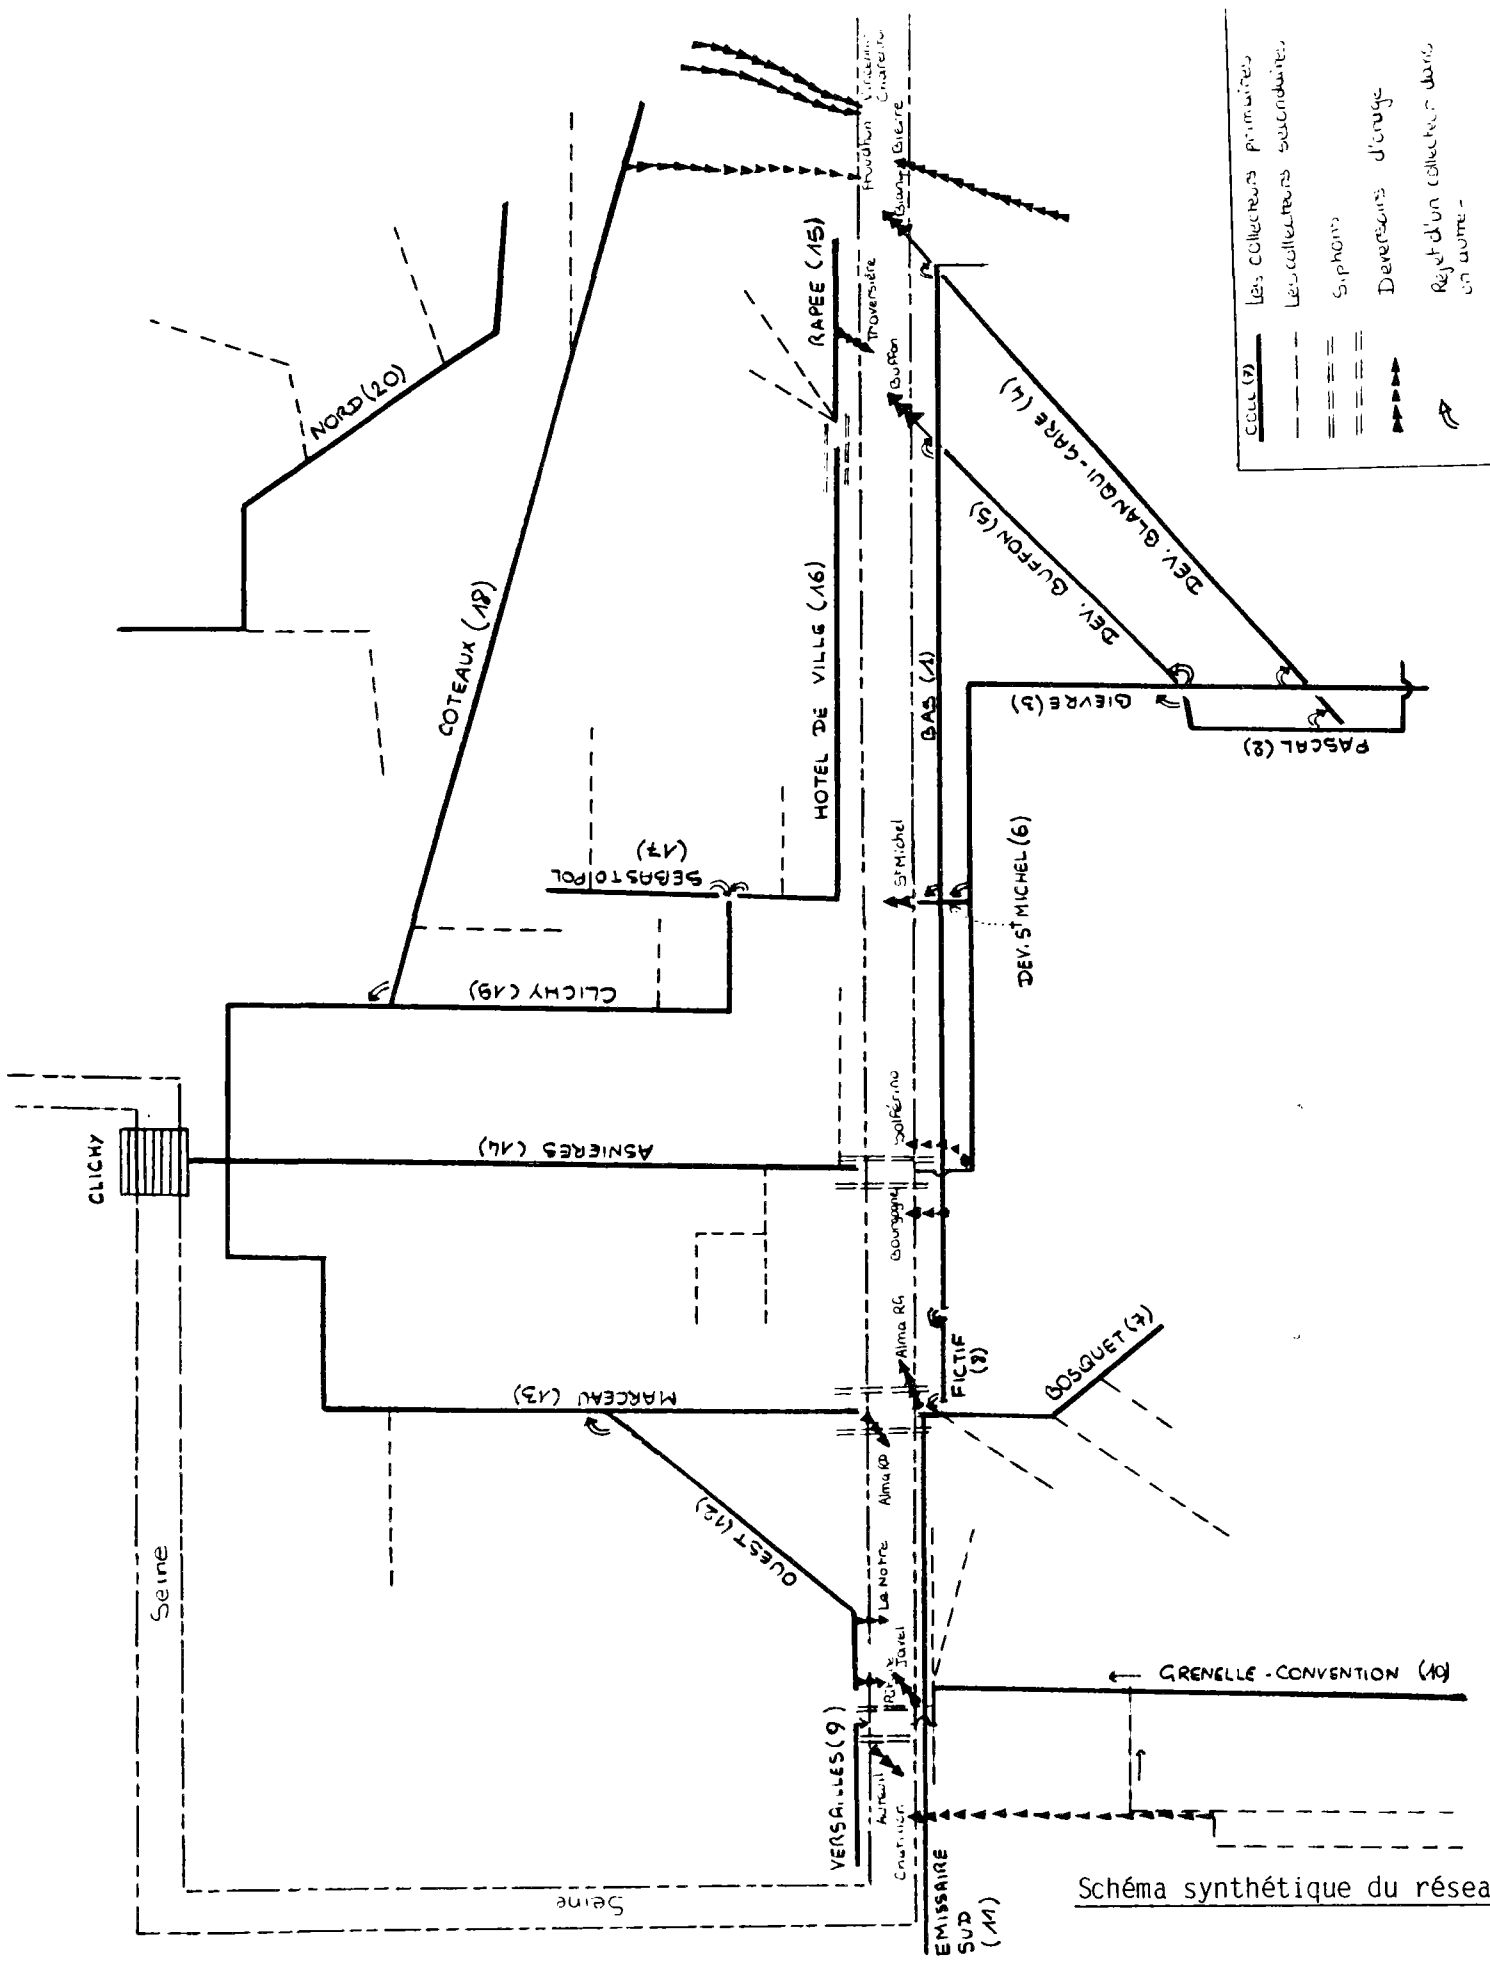 NORD (20)
COTEAUX (18)
RAPEE (15)
HOTEL DE VILLE (16)
SEBASTOPOL
(17)
CLICHY (19)
CLICHY
ASNIERES (14)
MARCEAU (13)
OUEST (12)
VERSAILLES (9)
Seine
Seine
Traversière
Buffon
St Michel
Solférino
Bourgogne
Alma RG
Alma RD
Le Notre
Javel
Auteuil
BAS (1)
DEV. BLANQUI-GARE (4)
DEV. BUFFON (5)
BIEVRE (3)
PASCAL (2)
DEV. St MICHEL (6)
FICTIF
(8)
BOSQUET (7)
GRENELLE - CONVENTION (10)
EMISSAIRE
SUD
(11)
COLL (7) Les collecteurs primaires
Les collecteurs secondaires
Siphons
Deversoirs d'orage
Rejet d'un collecteur dans
un autre -
Schéma synthétique du résea